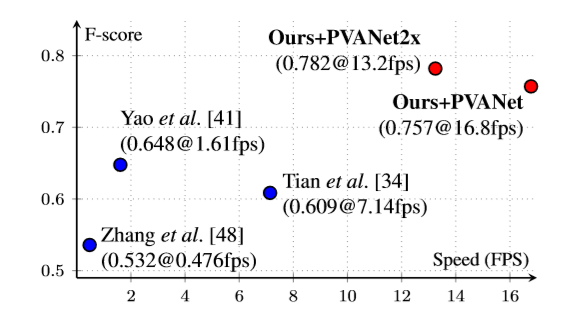 F-score
0.8
0.7
0.6
0.5
Ours+PVANet2x
(0.782@13.2fps)
Ours+PVANet
(0.757@16.8fps)
Yao et al. [41]
(0.648@1.61fps)
Tian et al. [34]
(0.609@7.14fps)
Zhang et al. [48]
(0.532@0.476fps)
Speed (FPS)
2 4 6 8 10 12 14 16